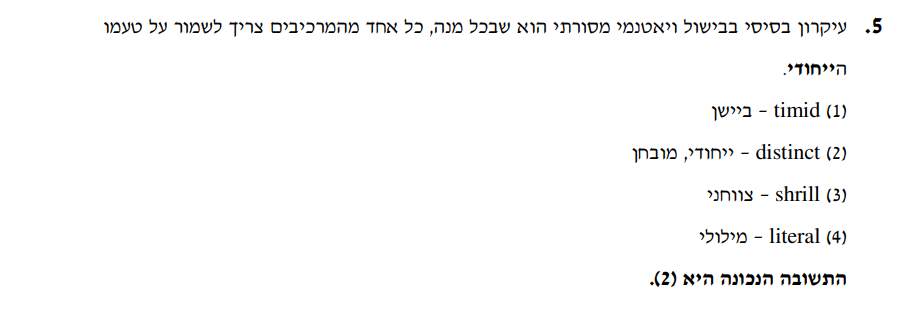 5. עיקרון בסיסי בבישול ויאטנמי מסורתי הוא שבכל מנה, כל אחד מהמרכיבים צריך לשמור על טעמו
הייחודי.
(1) timid – ביישן
(2) distinct – ייחודי, מובחן
(3) shrill – צווחני
(4) literal – מילולי
התשובה הנכונה היא (2).